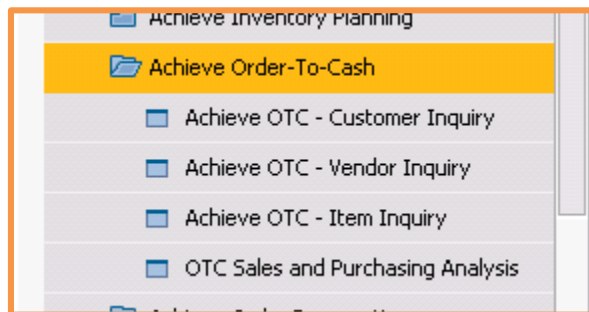 Achieve Inventory Planning
Achieve Order-To-Cash
Achieve OTC - Customer Inquiry
Achieve OTC - Vendor Inquiry
Achieve OTC - Item Inquiry
OTC Sales and Purchasing Analysis